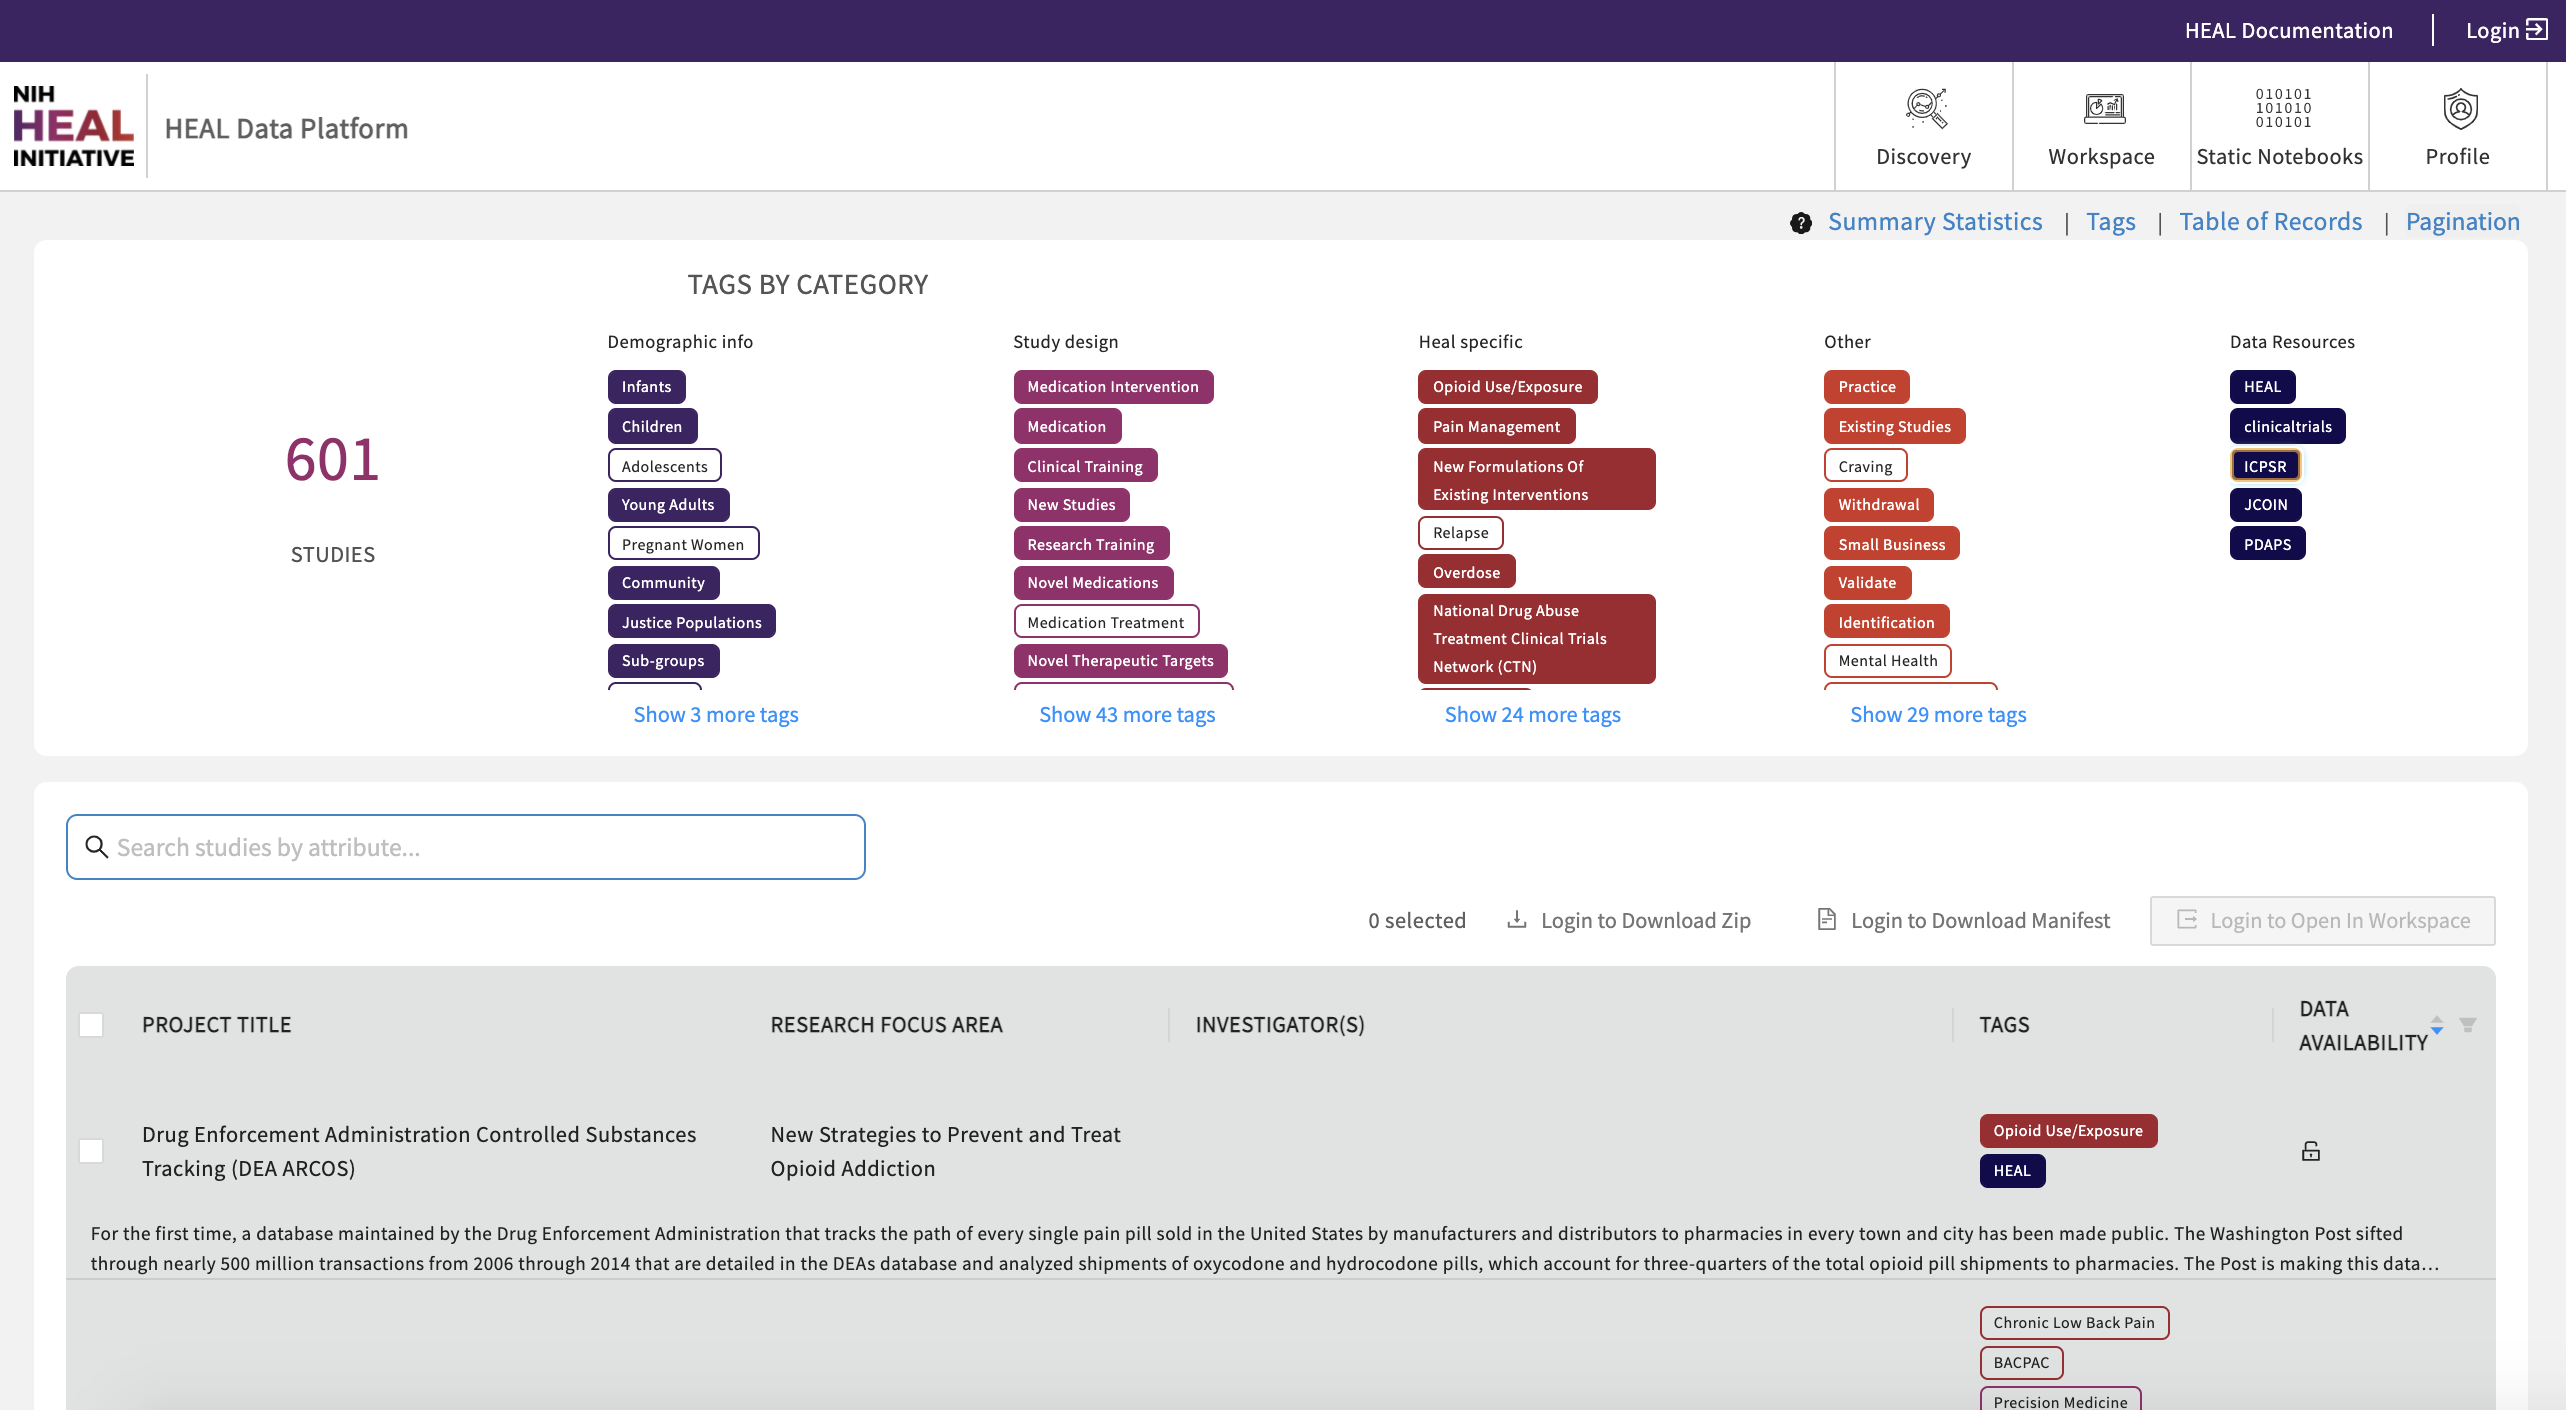 HEAL Documentation
Login
NIH
HEAL
INITIATIVE
HEAL Data Platform
Discovery
Workspace
010101
101010
010101
Static Notebooks
Profile
? Summary Statistics | Tags | Table of Records | Pagination
TAGS BY CATEGORY
601
STUDIES
Demographic info
Infants
Children
Adolescents
Young Adults
Pregnant Women
Community
Justice Populations
Sub-groups
Show 3 more tags
Study design
Medication Intervention
Medication
Clinical Training
New Studies
Research Training
Novel Medications
Medication Treatment
Novel Therapeutic Targets
Show 43 more tags
Heal specific
Opioid Use/Exposure
Pain Management
New Formulations Of
Existing Interventions
Relapse
Overdose
National Drug Abuse
Treatment Clinical Trials
Network (CTN)
Show 24 more tags
Other
Practice
Existing Studies
Craving
Withdrawal
Small Business
Validate
Identification
Mental Health
Show 29 more tags
Data Resources
HEAL
clinicaltrials
ICPSR
JCOIN
PDAPS
Search studies by attribute...
0 selected
Login to Download Zip
Login to Download Manifest
Login to Open In Workspace
PROJECT TITLE
RESEARCH FOCUS AREA
INVESTIGATOR(S)
TAGS
DATA
AVAILABILITY
Drug Enforcement Administration Controlled Substances
Tracking (DEA ARCOS)
New Strategies to Prevent and Treat
Opioid Addiction
Opioid Use/Exposure
HEAL
For the first time, a database maintained by the Drug Enforcement Administration that tracks the path of every single pain pill sold in the United States by manufacturers and distributors to pharmacies in every town and city has been made public. The Washington Post sifted
through nearly 500 million transactions from 2006 through 2014 that are detailed in the DEAs database and analyzed shipments of oxycodone and hydrocodone pills, which account for three-quarters of the total opioid pill shipments to pharmacies. The Post is making this data...
Chronic Low Back Pain
BACPAC
Precision Medicine